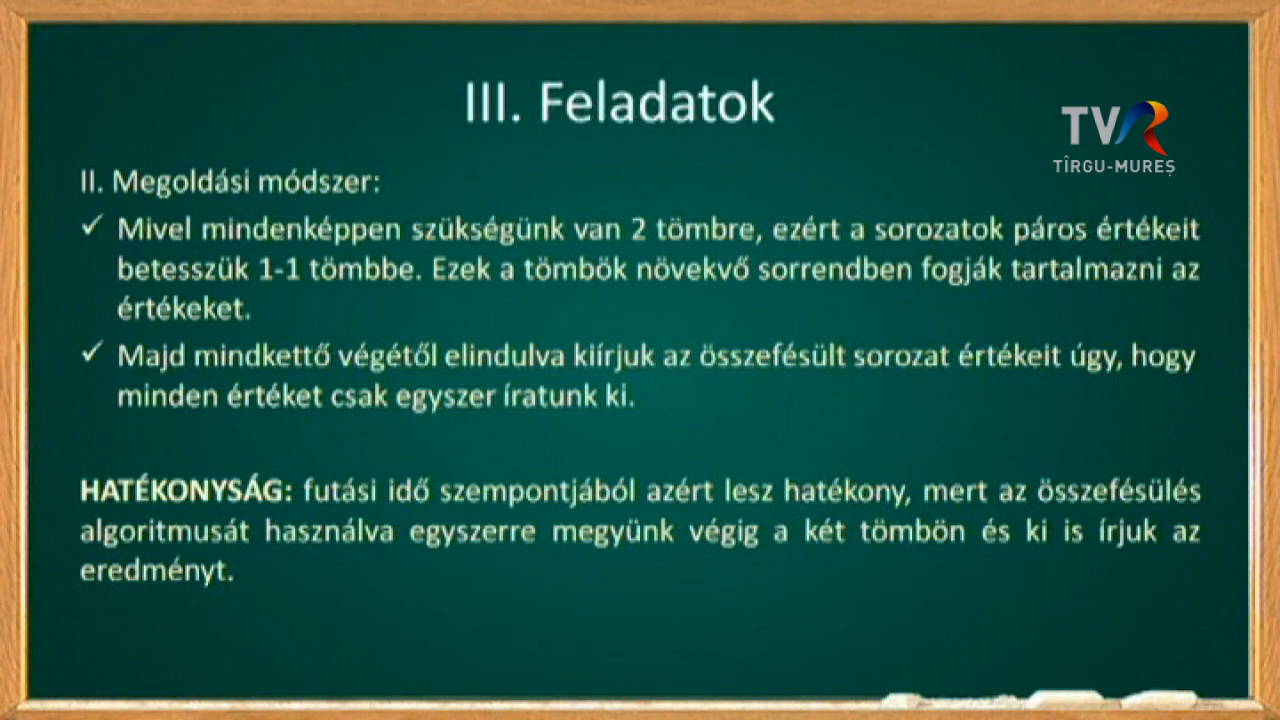 III. Feladatok
TVR
TÎRGU-MUREȘ
II. Megoldási módszer:
✓ Mivel mindenképpen szükségünk van 2 tömbre, ezért a sorozatok páros értékeit
betesszük 1-1 tömbbe. Ezek a tömbök növekvő sorrendben fogják tartalmazni az
értékeket.
✓ Majd mindkettő végétől elindulva kiírjuk az összefésült sorozat értékeit úgy, hogy
minden értéket csak egyszer íratunk ki.
HATÉKONYSÁG: futási idő szempontjából azért lesz hatékony, mert az összefésülés
algoritmusát használva egyszerre megyünk végig a két tömbön és ki is írjuk az
eredményt.